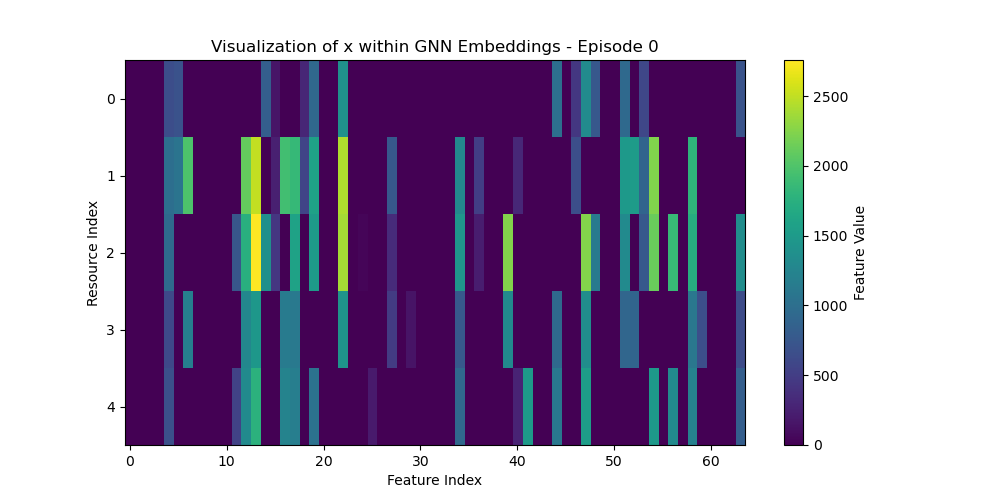 Visualization of x within GNN Embeddings - Episode 0
Resource Index
0
1
2
3
4
0 10 20 30 40 50 60
Feature Index
2500
2000
1500
1000
500
0
Feature Value